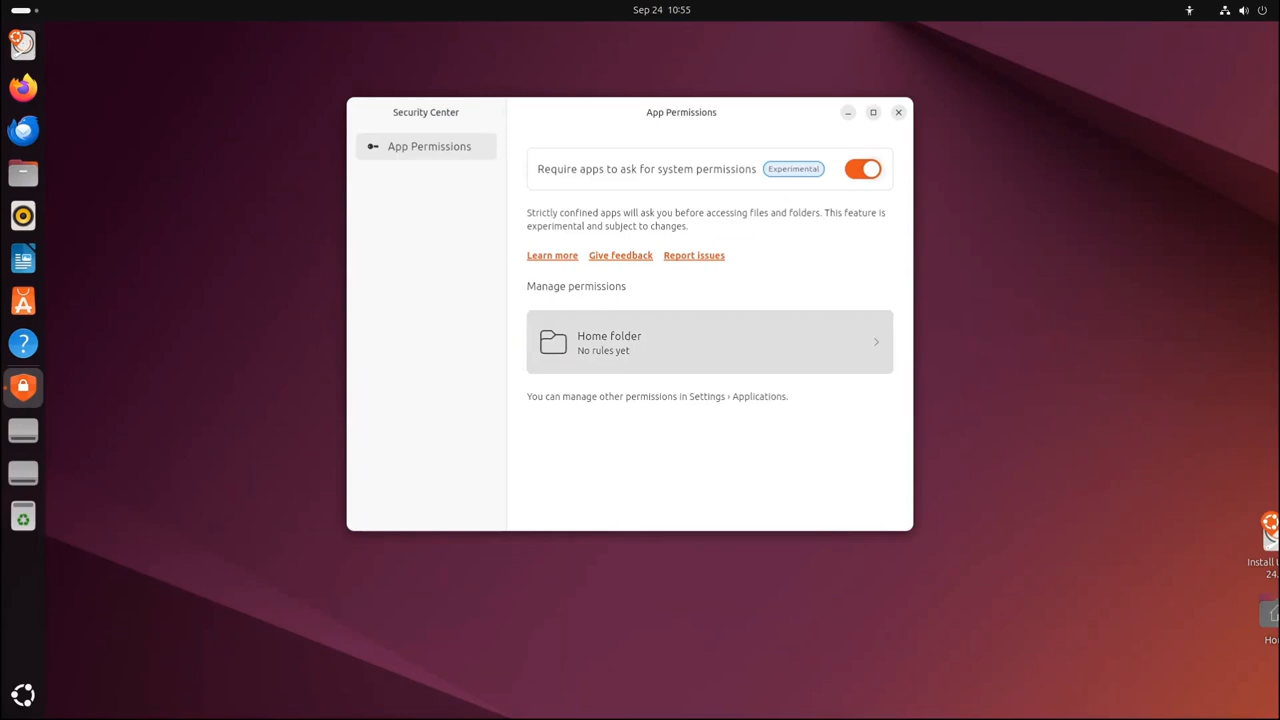 Sep 24 10:55
Security Center
App Permissions
App Permissions
Require apps to ask for system permissions Experimental
Strictly confined apps will ask you before accessing files and folders. This feature is
experimental and subject to changes.
Learn more Give feedback Report issues
Manage permissions
Home folder
No rules yet
You can manage other permissions in Settings › Applications.
Install
24.